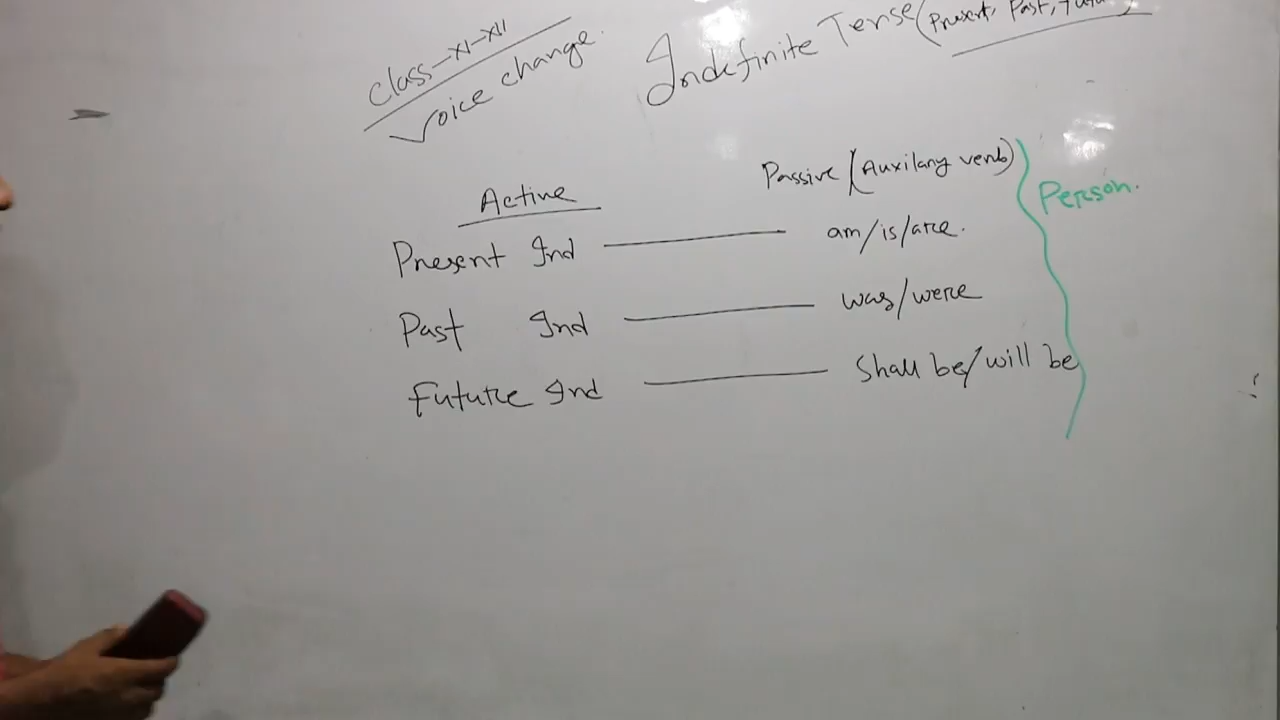 Class-XI-XII
Voice change.
Indefinite Tense (Present, Past,
Active
Passive (Auxilary verb)
Person.
Present Ind — am/is/are.
Past Ind — was/were
Future Ind — Shall be/will be